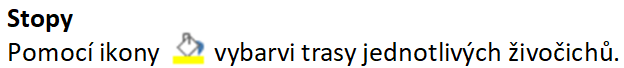 Stopy
Pomocí ikony vybarvi trasy jednotlivých živočichů.